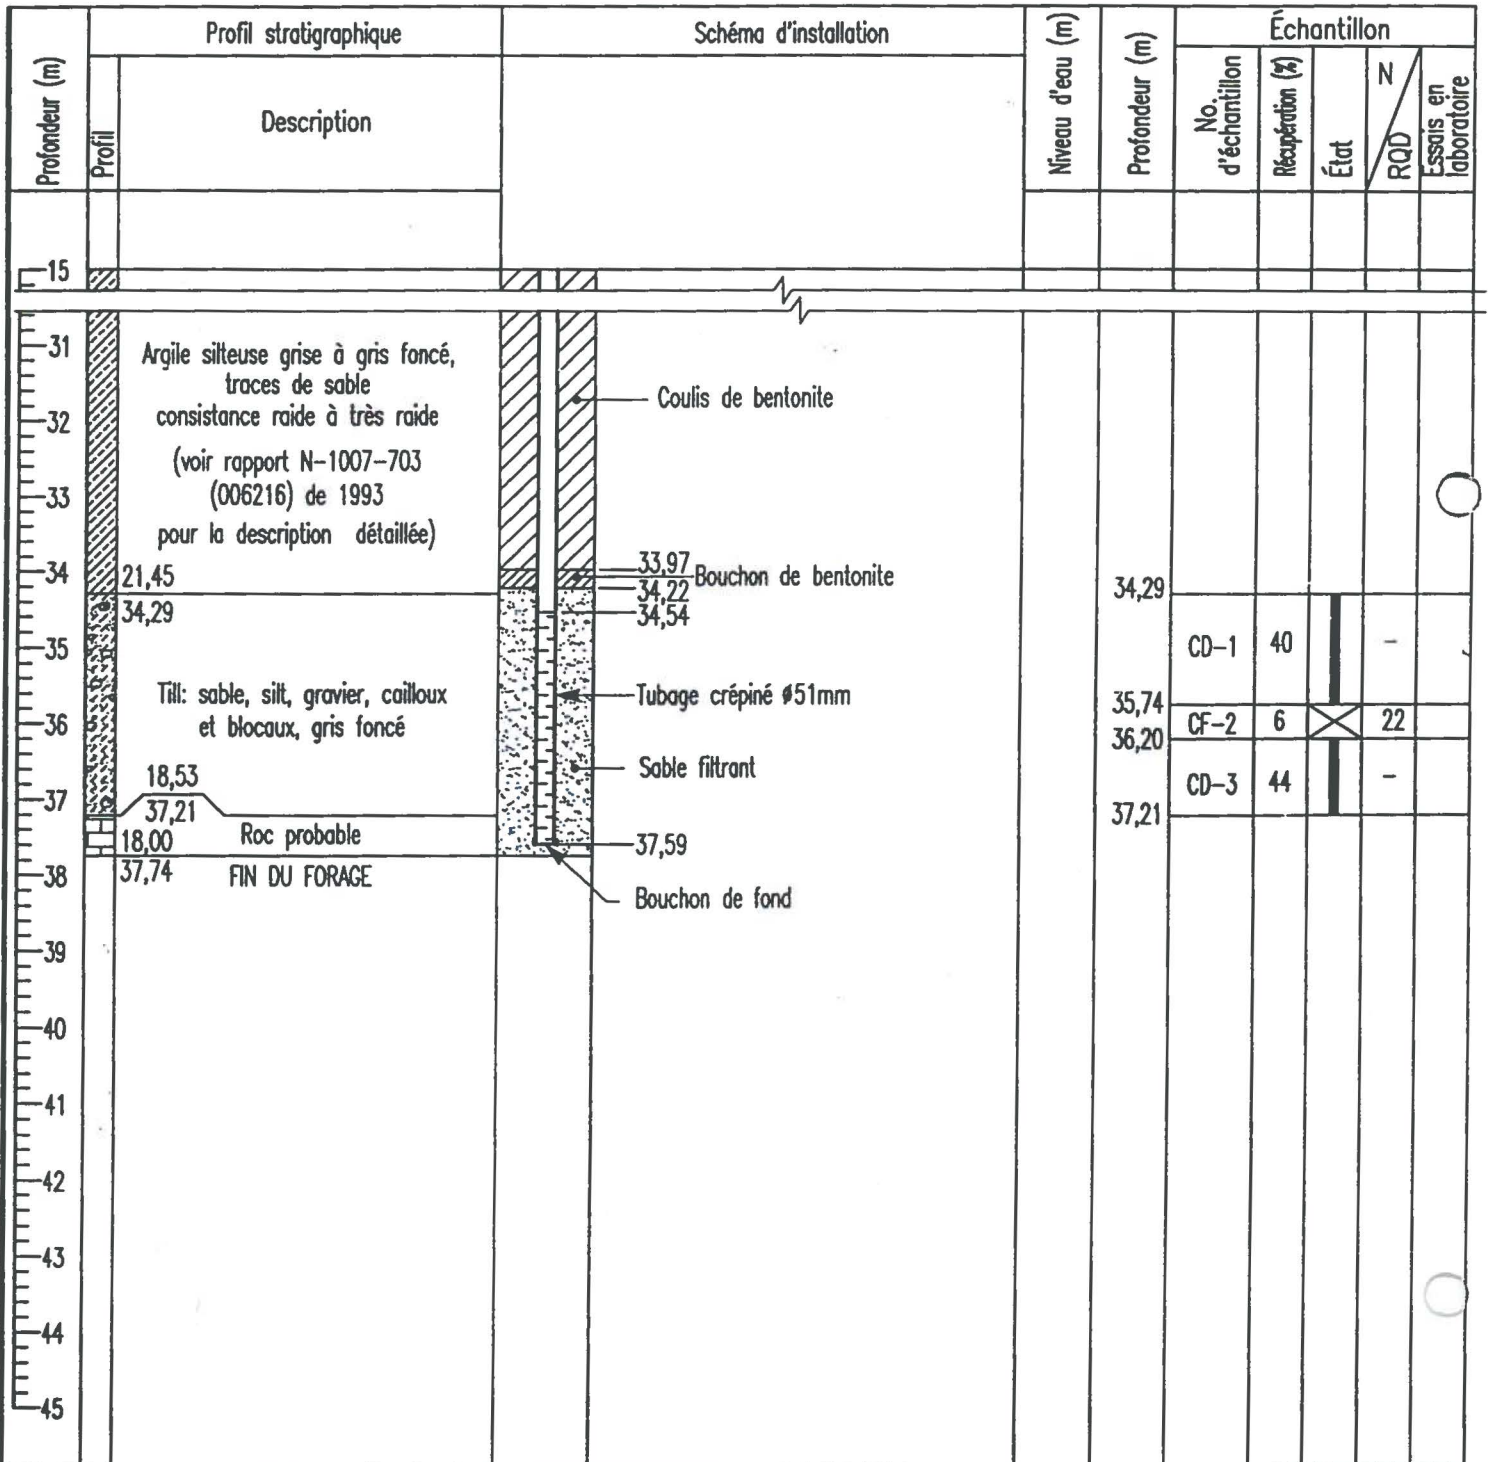 Profondeur (m)
Profil stratigraphique
Profil
Description
Schéma d'installation
Niveau d'eau (m)
Profondeur (m)
Échantillon
No. d'échantillon
Récupération (%)
État
N
RQD
Essais en
laboratoire
15
31
32
33
34
35
36
37
38
39
40
41
42
43
44
45
Argile silteuse grise à gris foncé,
traces de sable
consistance raide à très raide
(voir rapport N-1007-703
(006216) de 1993
pour la description détaillée)
21,45
34,29
Till: sable, silt, gravier, cailloux
et blocaux, gris foncé
18,53
37,21
Roc probable
18,00
37,74
FIN DU FORAGE
Coulis de bentonite
33,97
Bouchon de bentonite
34,22
34,54
Tubage crépiné ø51mm
Sable filtrant
37,59
Bouchon de fond
34,29
CD-1 40 -
35,74
CF-2 6 22
36,20
CD-3 44 -
37,21